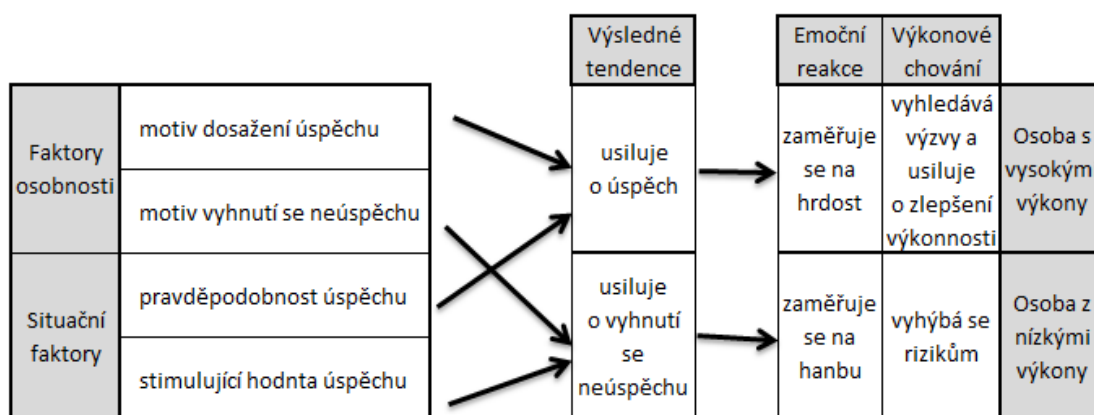 Výsledné
tendence
Emoční
reakce
Výkonové
chování
Faktory
osobnosti
motiv dosažení úspěchu
motiv vyhnutí se neúspěchu
usiluje
o úspěch
zaměřuje
se na
hrdost
vyhledává
výzvy a
usiluje
o zlepšení
výkonnosti
Osoba s
vysokým
výkony
Situační
faktory
pravděpodobnost úspěchu
stimulující hodnta úspěchu
usiluje
o vyhnutí
se
neúspěchu
zaměřuje
se na
hanbu
vyhýbá se
rizikům
Osoba z
nízkými
výkony